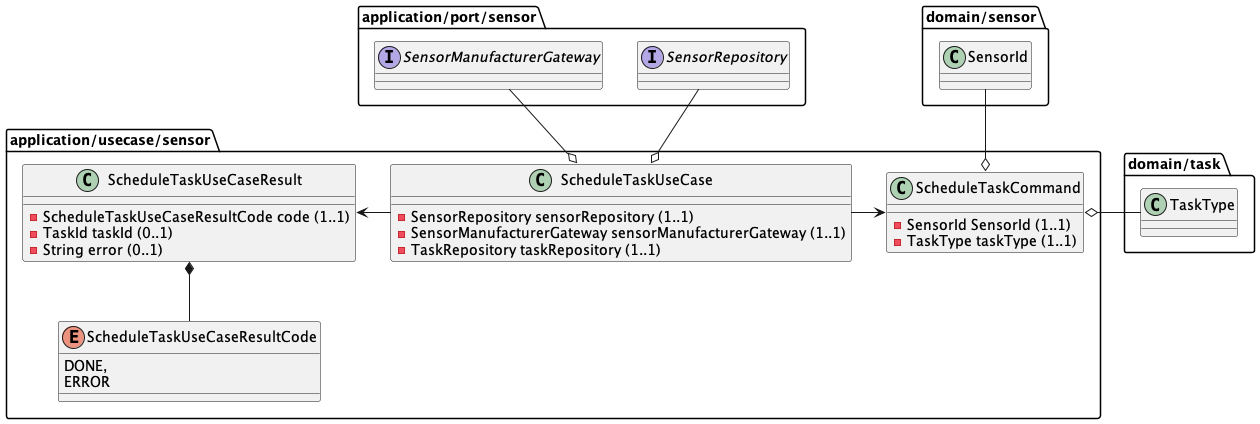 application/port/sensor
I SensorManufacturerGateway
I SensorRepository
domain/sensor
C SensorId
application/usecase/sensor
C ScheduleTaskUseCaseResult
ScheduleTaskUseCaseResultCode code (1..1)
TaskId taskId (0..1)
String error (0..1)
C ScheduleTaskUseCase
SensorRepository sensorRepository (1..1)
SensorManufacturerGateway sensorManufacturerGateway (1..1)
TaskRepository taskRepository (1..1)
C ScheduleTaskCommand
SensorId SensorId (1..1)
TaskType taskType (1..1)
domain/task
C TaskType
E ScheduleTaskUseCaseResultCode
DONE,
ERROR